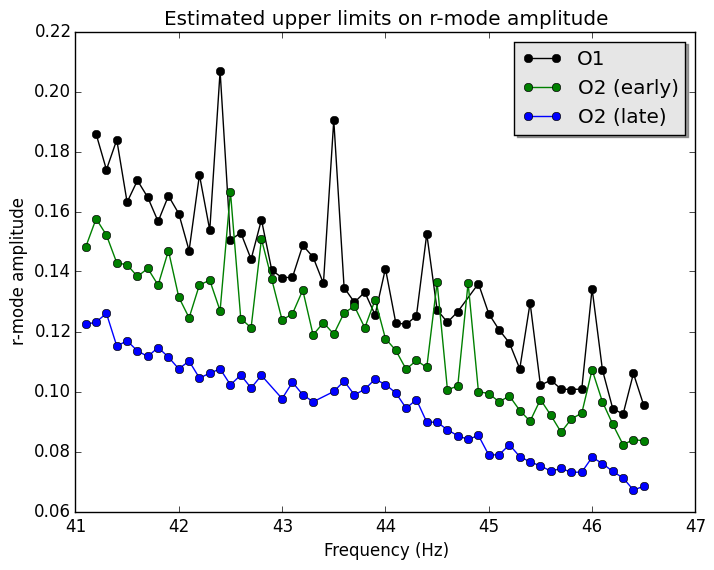 Estimated upper limits on r-mode amplitude
O1
O2 (early)
O2 (late)
r-mode amplitude
0.22
0.20
0.18
0.16
0.14
0.12
0.10
0.08
0.06
41 42 43 44 45 46 47
Frequency (Hz)